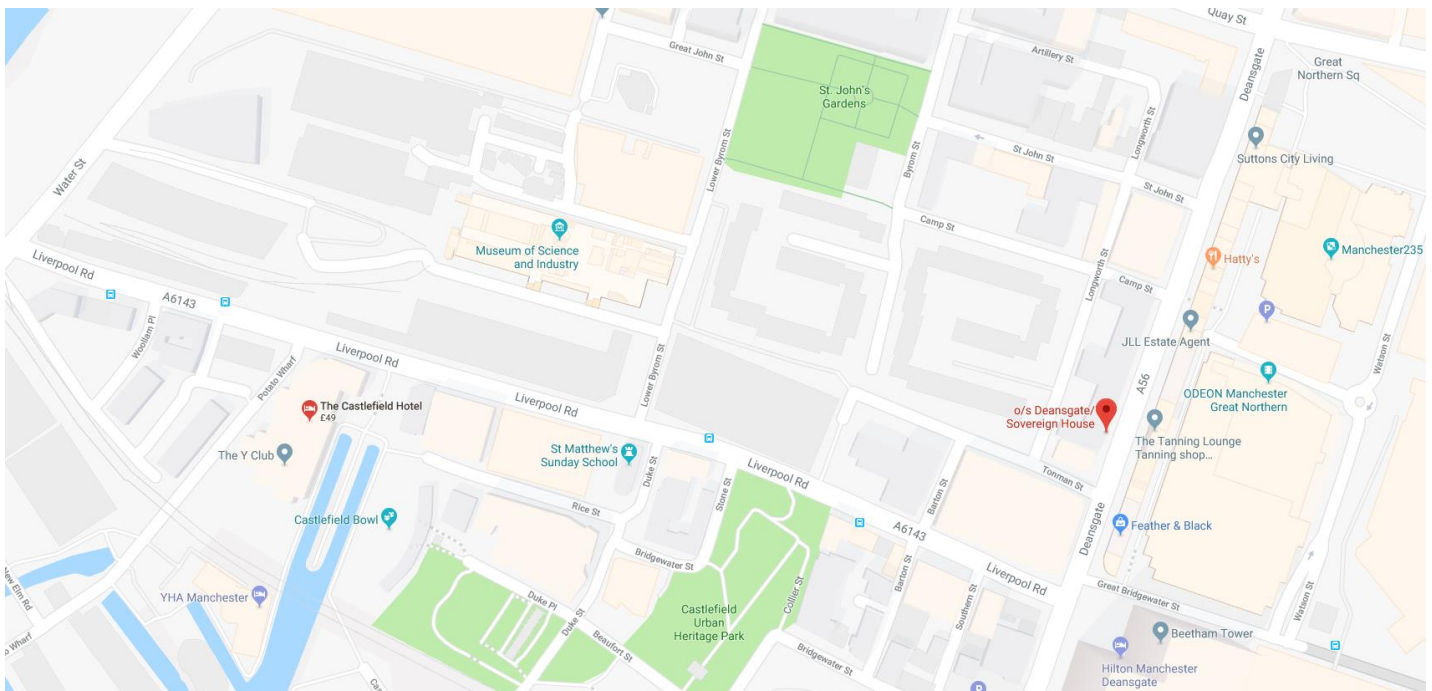 Quay St
Great John St
Artillery St
Deansgate
Great
Northern Sq
St. John's
Gardens
Longworth St
Suttons City Living
St John St
Lower Byrom St
Byrom St
Water St
St John St
Camp St
Museum of Science
and Industry
Manchester235
Hatty's
Liverpool Rd
Longworth St
Camp St
A6143
P
Woollam Pl
JLL Estate Agent
Watson St
Potato Wharf
Liverpool Rd
Lower Byrom St
A56
ODEON Manchester
Great Northern
The Castlefield Hotel
£49
Liverpool Rd
o/s Deansgate/
Sovereign House
The Y Club
St Matthew's
Sunday School
The Tanning Lounge
Tanning shop...
Duke St
Liverpool Rd
Tonman St
Stone St
Barton St
Rice St
Castlefield Bowl
A6143
Feather & Black
Deansgate
Bridgewater St
Liverpool Rd
New Elm Rd
YHA Manchester
Duke Pl
Collier St
Barton St
Southern St
Great Bridgewater St
Watson St
Castlefield
Urban
Heritage Park
Duke St
Beaufort St
Beetham Tower
Bridgewater St
Hilton Manchester
Deansgate
P